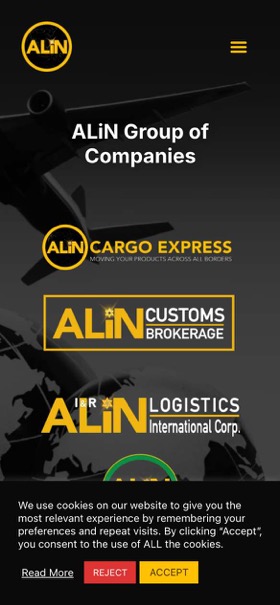 ALiN
ALiN Group of
Companies
ALiN CARGO EXPRESS
MOVING YOUR PRODUCTS ACROSS ALL BORDERS
ALiN CUSTOMS
BROKERAGE
I&R
ALiN LOGISTICS
International Corp.
We use cookies on our website to give you the
most relevant experience by remembering your
preferences and repeat visits. By clicking “Accept”,
you consent to the use of ALL the cookies.
Read More REJECT ACCEPT